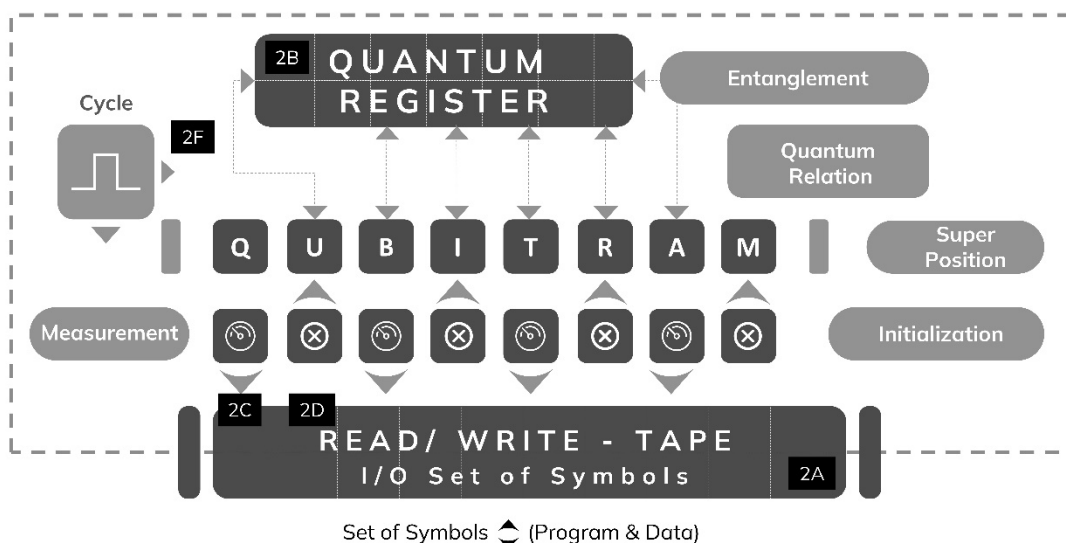 2B QUANTUM
REGISTER
Entanglement
Cycle
2F
Quantum
Relation
Q U B I T R A M
Super
Position
Measurement
Initialization
2C 2D
READ/ WRITE - TAPE
I/O Set of Symbols
2A
Set of Symbols (Program & Data)